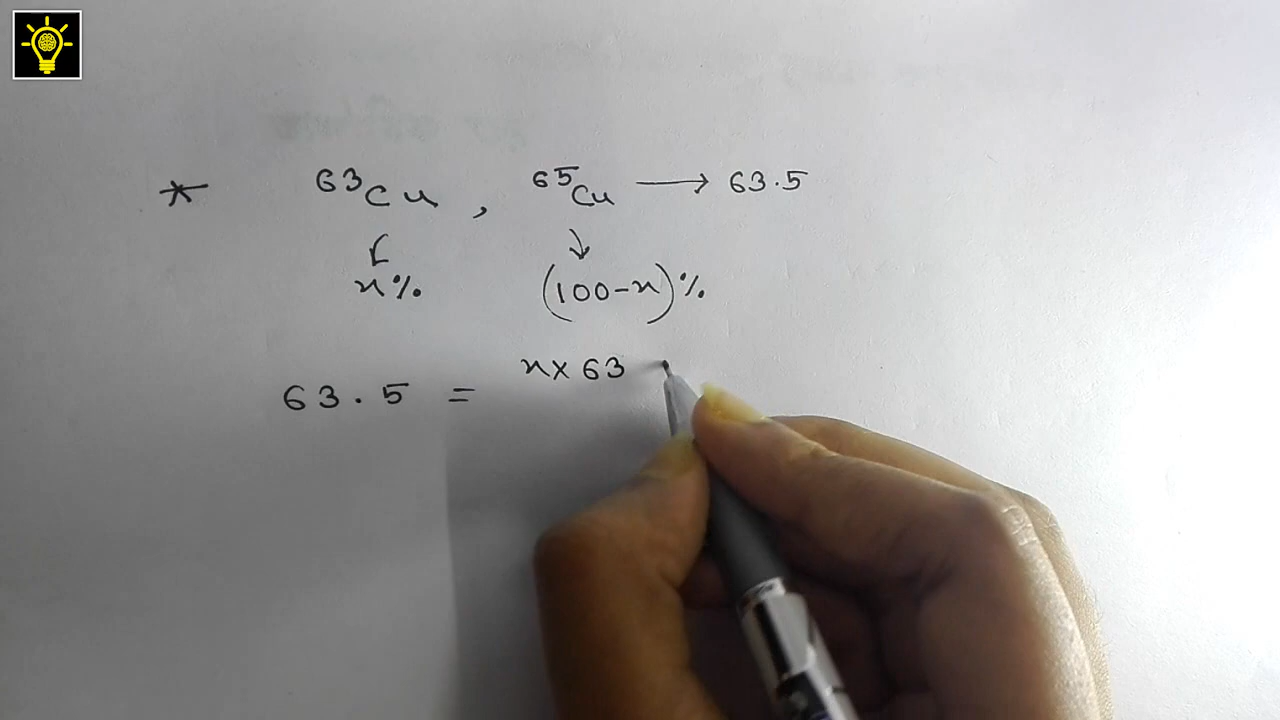 * ⁶³Cu , ⁶⁵Cu → 63.5
x% (100-x)%
63.5 = x × 63